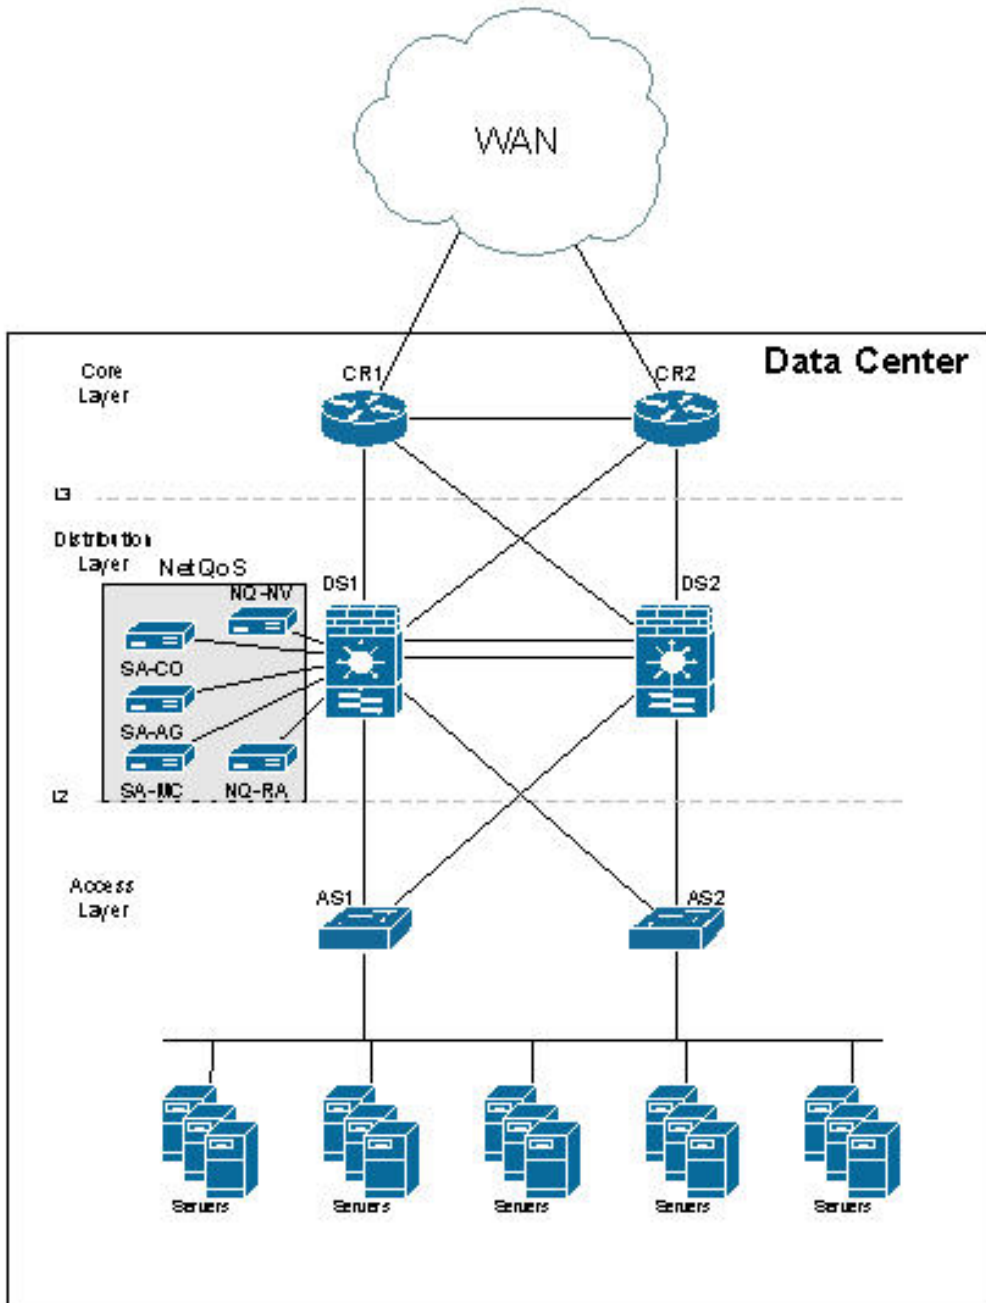 WAN
Data Center
Core
Layer
CR1
CR2
L3
Distribution
Layer
NetQoS
NQ-NV
DS1
DS2
SA-CO
SA-AG
SA-MC
NQ-RA
L2
Access
Layer
AS1
AS2
Servers
Servers
Servers
Servers
Servers